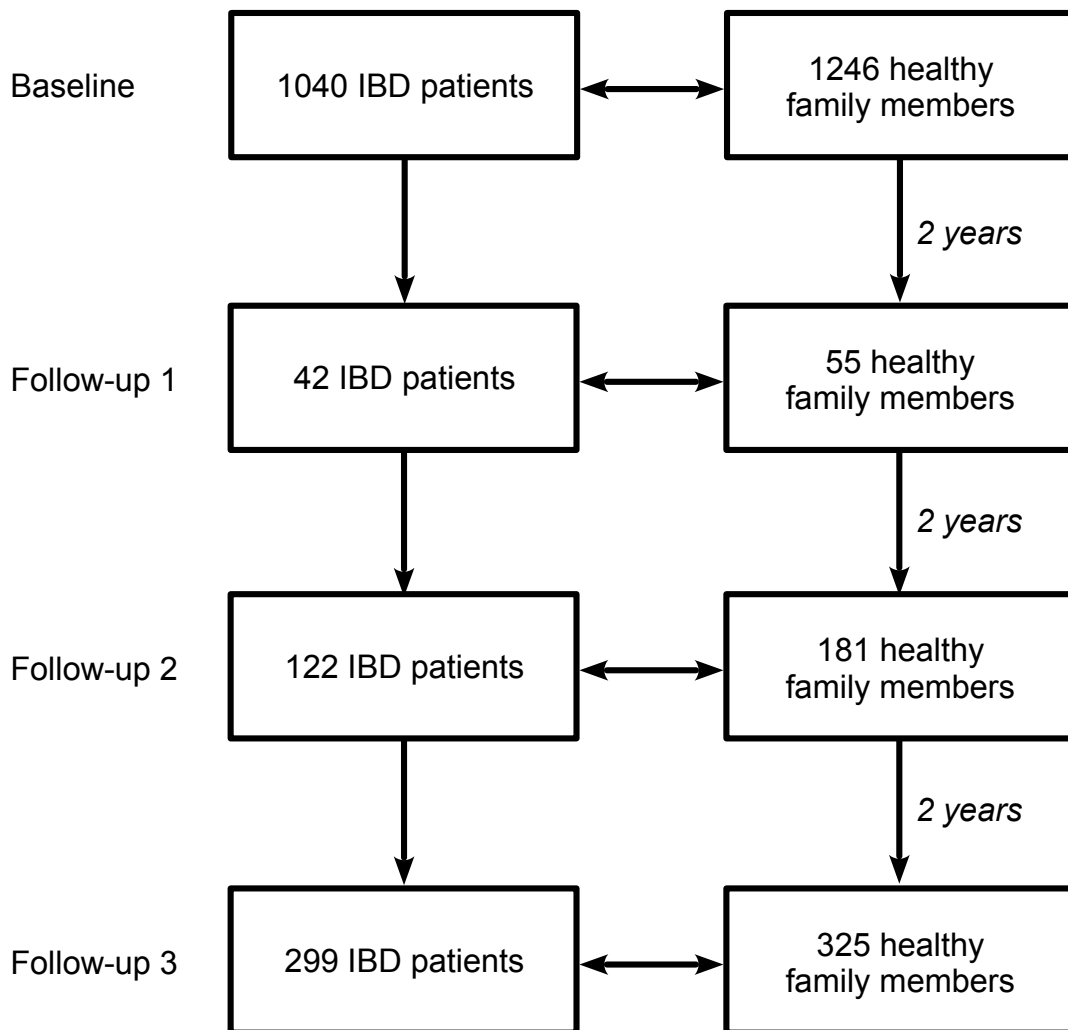 Baseline
1040 IBD patients
1246 healthy
family members
2 years
Follow-up 1
42 IBD patients
55 healthy
family members
2 years
Follow-up 2
122 IBD patients
181 healthy
family members
2 years
Follow-up 3
299 IBD patients
325 healthy
family members